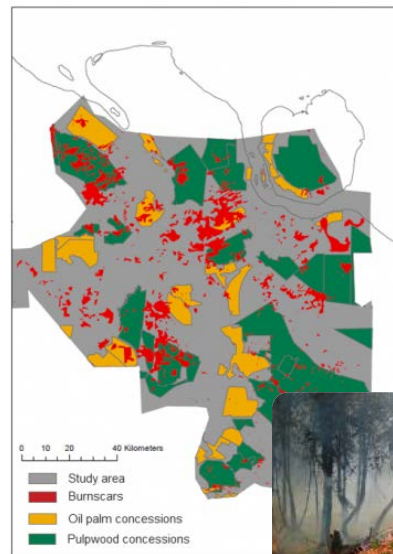 0 10 20 40 Kilometers
Study area
Burnscars
Oil palm concessions
Pulpwood concessions